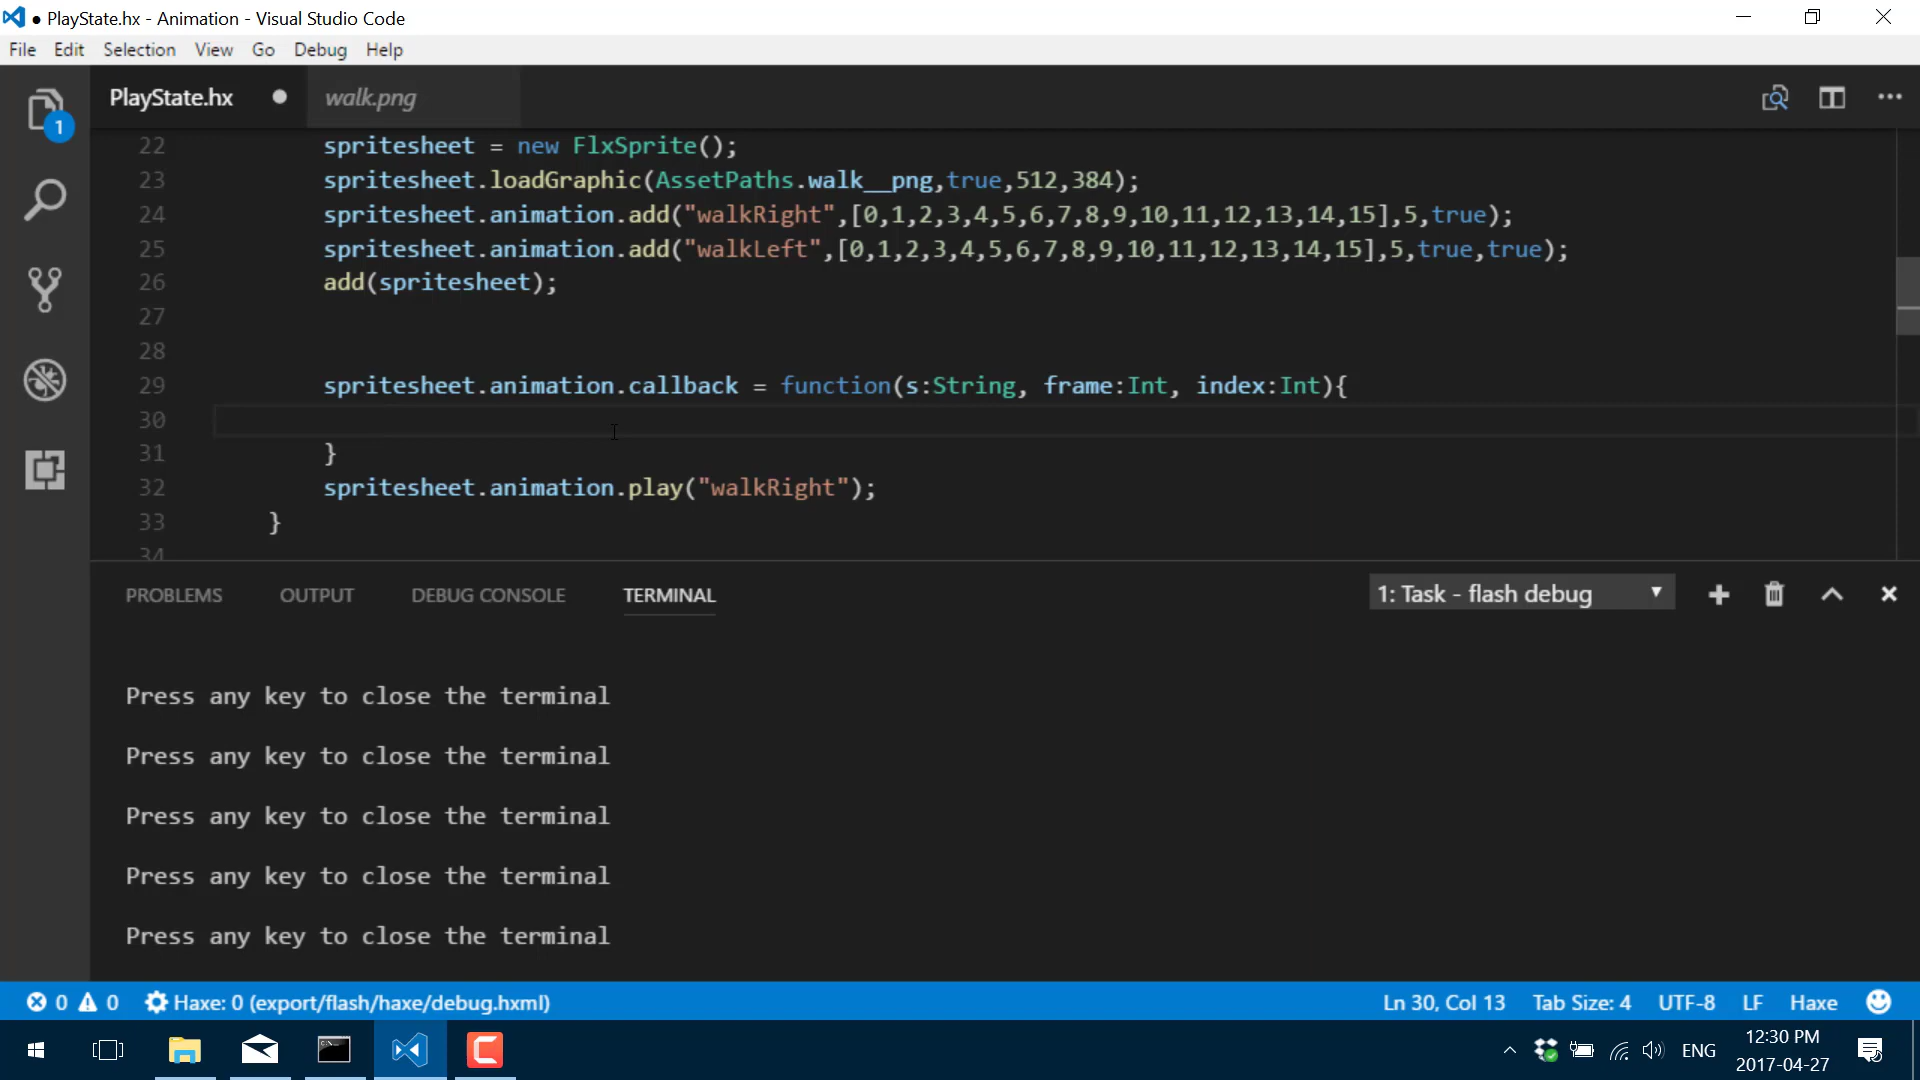 ● PlayState.hx - Animation - Visual Studio Code
File Edit Selection View Go Debug Help
PlayState.hx ● walk.png
1
22 spritesheet = new FlxSprite();
23 spritesheet.loadGraphic(AssetPaths.walk__png,true,512,384);
24 spritesheet.animation.add("walkRight",[0,1,2,3,4,5,6,7,8,9,10,11,12,13,14,15],5,true);
25 spritesheet.animation.add("walkLeft",[0,1,2,3,4,5,6,7,8,9,10,11,12,13,14,15],5,true,true);
26 add(spritesheet);
27
28
29 spritesheet.animation.callback = function(s:String, frame:Int, index:Int){
30
31 }
32 spritesheet.animation.play("walkRight");
33 }
34
PROBLEMS OUTPUT DEBUG CONSOLE TERMINAL 1: Task - flash debug
Press any key to close the terminal
Press any key to close the terminal
Press any key to close the terminal
Press any key to close the terminal
Press any key to close the terminal
0 0 Haxe: 0 (export/flash/haxe/debug.hxml) Ln 30, Col 13 Tab Size: 4 UTF-8 LF Haxe
ENG 12:30 PM
2017-04-27